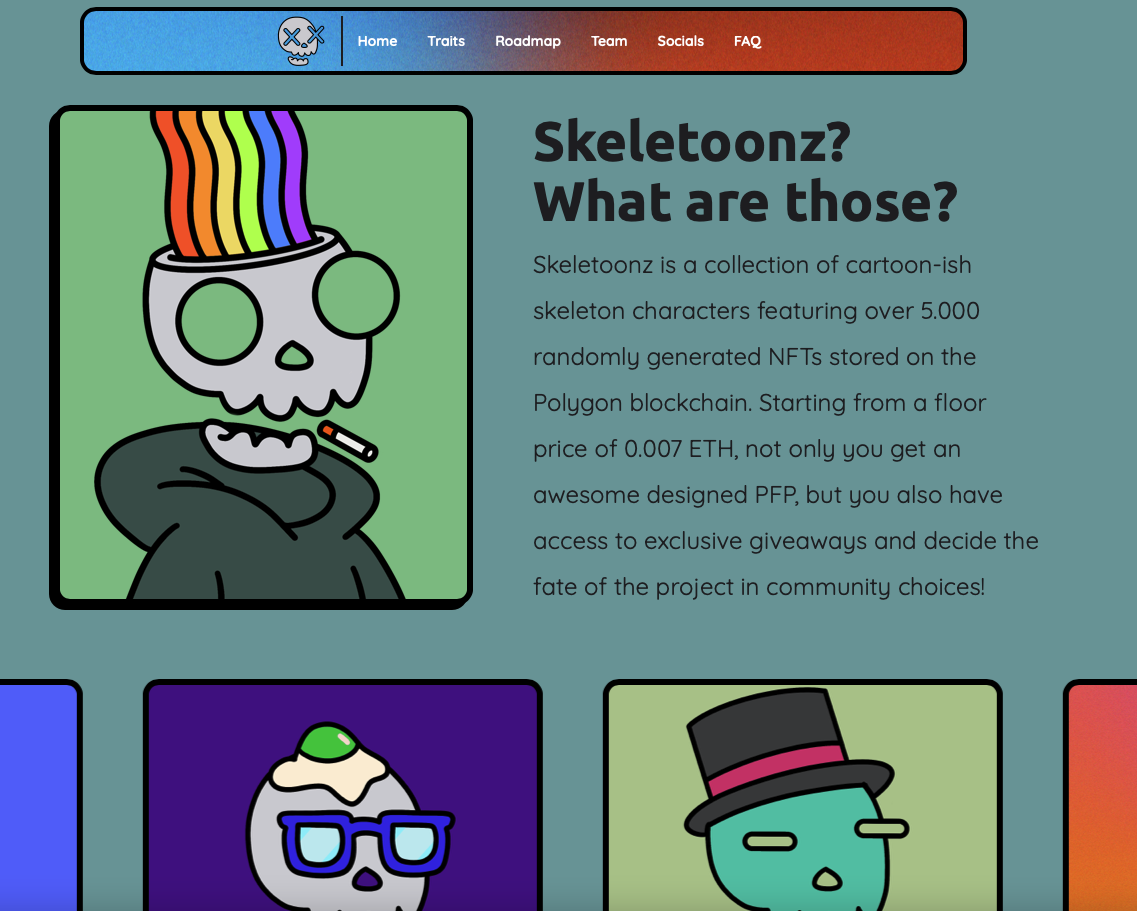 Home Traits Roadmap Team Socials FAQ
Skeletoonz?
What are those?
Skeletoonz is a collection of cartoon-ish
skeleton characters featuring over 5.000
randomly generated NFTs stored on the
Polygon blockchain. Starting from a floor
price of 0.007 ETH, not only you get an
awesome designed PFP, but you also have
access to exclusive giveaways and decide the
fate of the project in community choices!